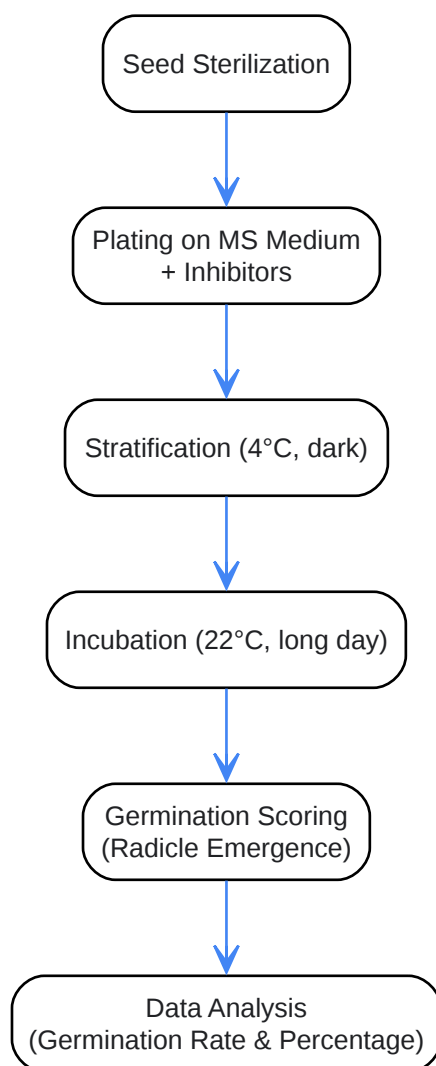 Seed Sterilization
Plating on MS Medium
+ Inhibitors
Stratification (4°C, dark)
Incubation (22°C, long day)
Germination Scoring
(Radicle Emergence)
Data Analysis
(Germination Rate & Percentage)